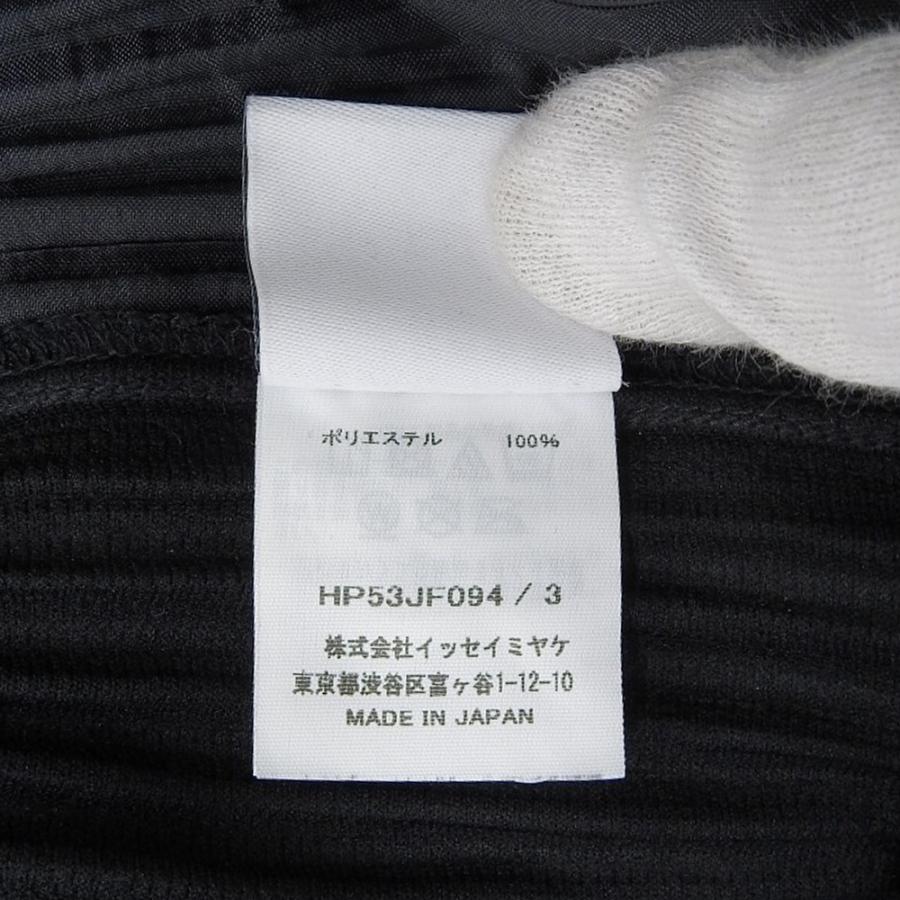 ポリエステル 100%
HP53JF094 / 3
株式会社イッセイミヤケ
東京都渋谷区富ヶ谷1-12-10
MADE IN JAPAN